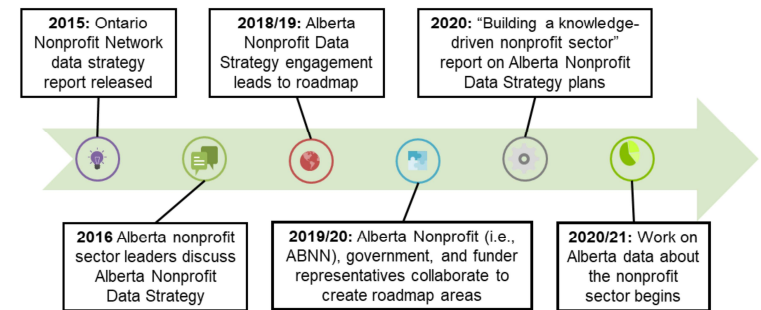 2015: Ontario
Nonprofit Network
data strategy
report released
2018/19: Alberta
Nonprofit Data
Strategy engagement
leads to roadmap
2020: “Building a knowledge-
driven nonprofit sector”
report on Alberta Nonprofit
Data Strategy plans
2016 Alberta nonprofit
sector leaders discuss
Alberta Nonprofit
Data Strategy
2019/20: Alberta Nonprofit (i.e.,
ABNN), government, and funder
representatives collaborate to
create roadmap areas
2020/21: Work on
Alberta data about
the nonprofit
sector begins